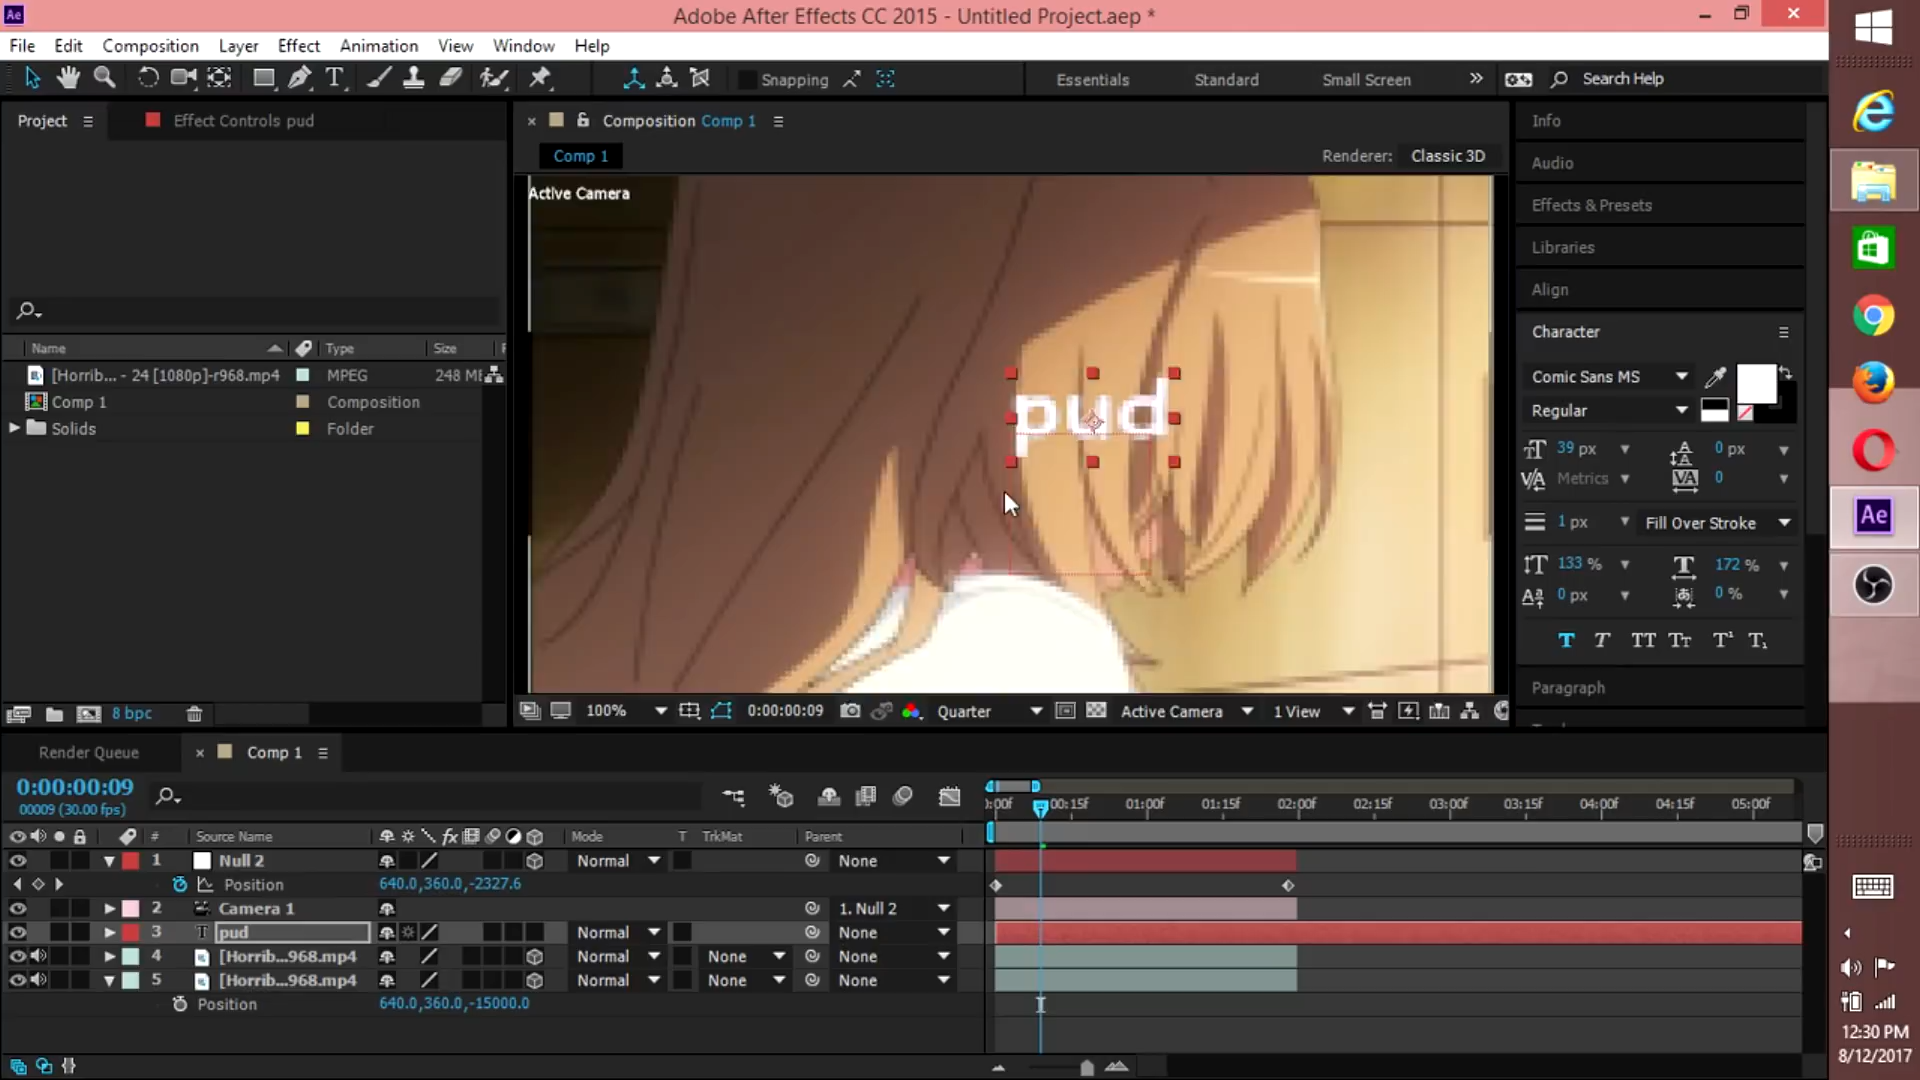 Ae
Adobe After Effects CC 2015 - Untitled Project.aep *
File Edit Composition Layer Effect Animation View Window Help
Snapping
Essentials Standard Small Screen
Search Help
Project
Effect Controls pud
Composition Comp 1
Info
Comp 1
Renderer: Classic 3D
Audio
Active Camera
Effects & Presets
Libraries
Align
Character
Name Type Size
Comic Sans MS
[Horrib... - 24 [1080p]-r968.mp4 MPEG 248 ME
Comp 1 Composition
Regular
pud
Solids Folder
39 px 0 px
Metrics 0
1 px Fill Over Stroke
Ae
133 % 172 %
0 px 0 %
T T TT Tt T¹ T₁
Paragraph
8 bpc
100% 0:00:00:09 Quarter Active Camera 1 View
Render Queue
Comp 1
0:00:00:09
00009 (30.00 fps)
00f 00:15f 01:00f 01:15f 02:00f 02:15f 03:00f 03:15f 04:00f 04:15f 05:00f
# Source Name fx Mode T TrkMat Parent
1 Null 2 Normal None
Position 640.0,360.0,-2327.6
2 Camera 1 1. Null 2
3 T pud Normal None
4 [Horrib...968.mp4 Normal None None
5 [Horrib...968.mp4 Normal None None
Position 640.0,360.0,-15000.0
12:30 PM
8/12/2017